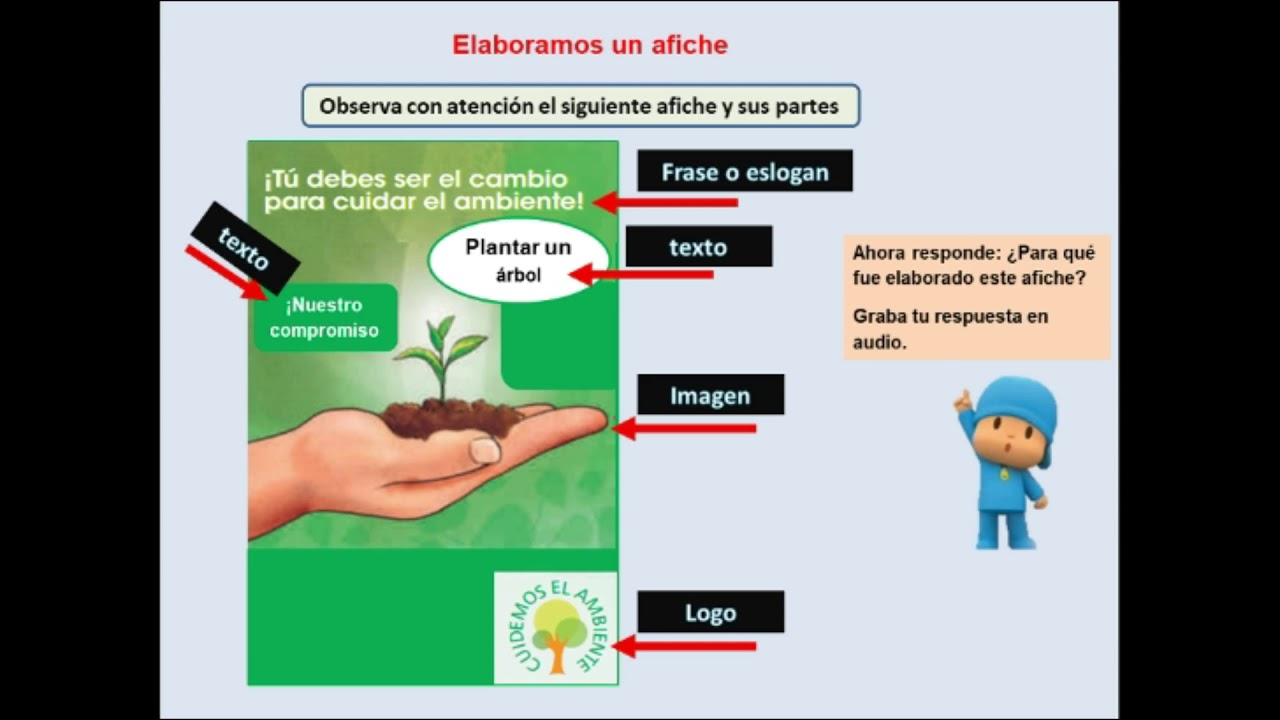 Elaboramos un afiche
Observa con atención el siguiente afiche y sus partes
¡Tú debes ser el cambio
para cuidar el ambiente!
Frase o eslogan
texto
Plantar un
árbol
texto
¡Nuestro
compromiso
Imagen
CUIDEMOS EL AMBIENTE
Logo
Ahora responde: ¿Para qué
fue elaborado este afiche?
Graba tu respuesta en
audio.